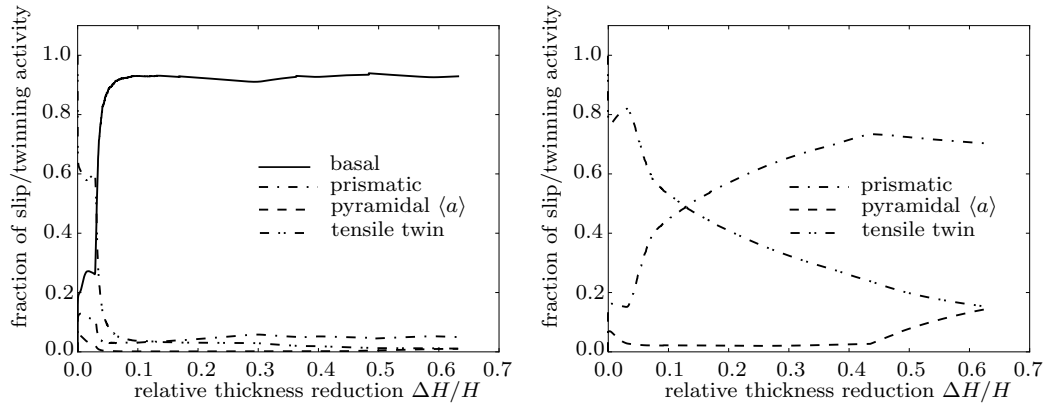 fraction of slip/twinning activity
1.0
0.8
0.6
0.4
0.2
0.0
basal
prismatic
pyramidal ⟨a⟩
tensile twin
0.0 0.1 0.2 0.3 0.4 0.5 0.6 0.7
relative thickness reduction ΔH/H
fraction of slip/twinning activity
1.0
0.8
0.6
0.4
0.2
0.0
prismatic
pyramidal ⟨a⟩
tensile twin
0.0 0.1 0.2 0.3 0.4 0.5 0.6 0.7
relative thickness reduction ΔH/H